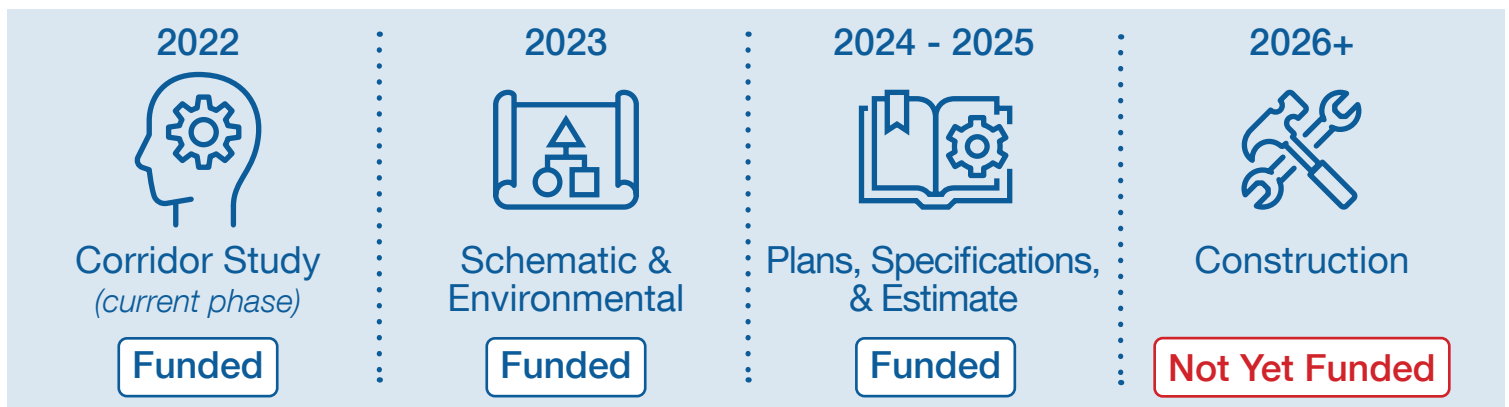 2022
Corridor Study
(current phase)
Funded
2023
Schematic &
Environmental
Funded
2024 - 2025
Plans, Specifications,
& Estimate
Funded
2026+
Construction
Not Yet Funded